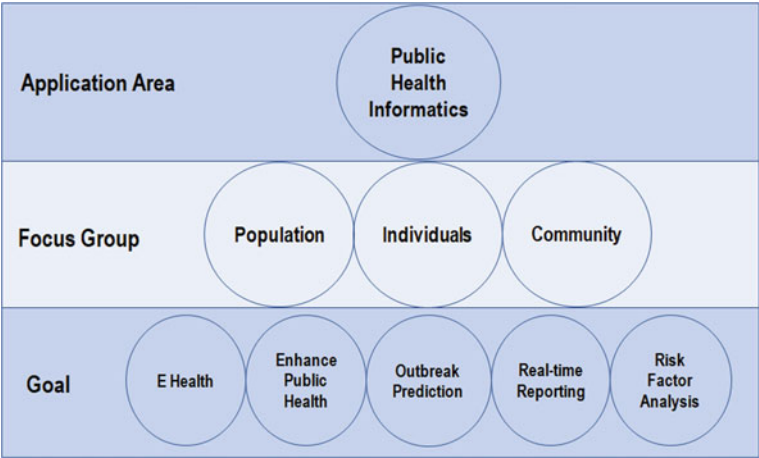 Application Area
Public
Health
Informatics
Focus Group
Population
Individuals
Community
Goal
E Health
Enhance
Public
Health
Outbreak
Prediction
Real-time
Reporting
Risk
Factor
Analysis